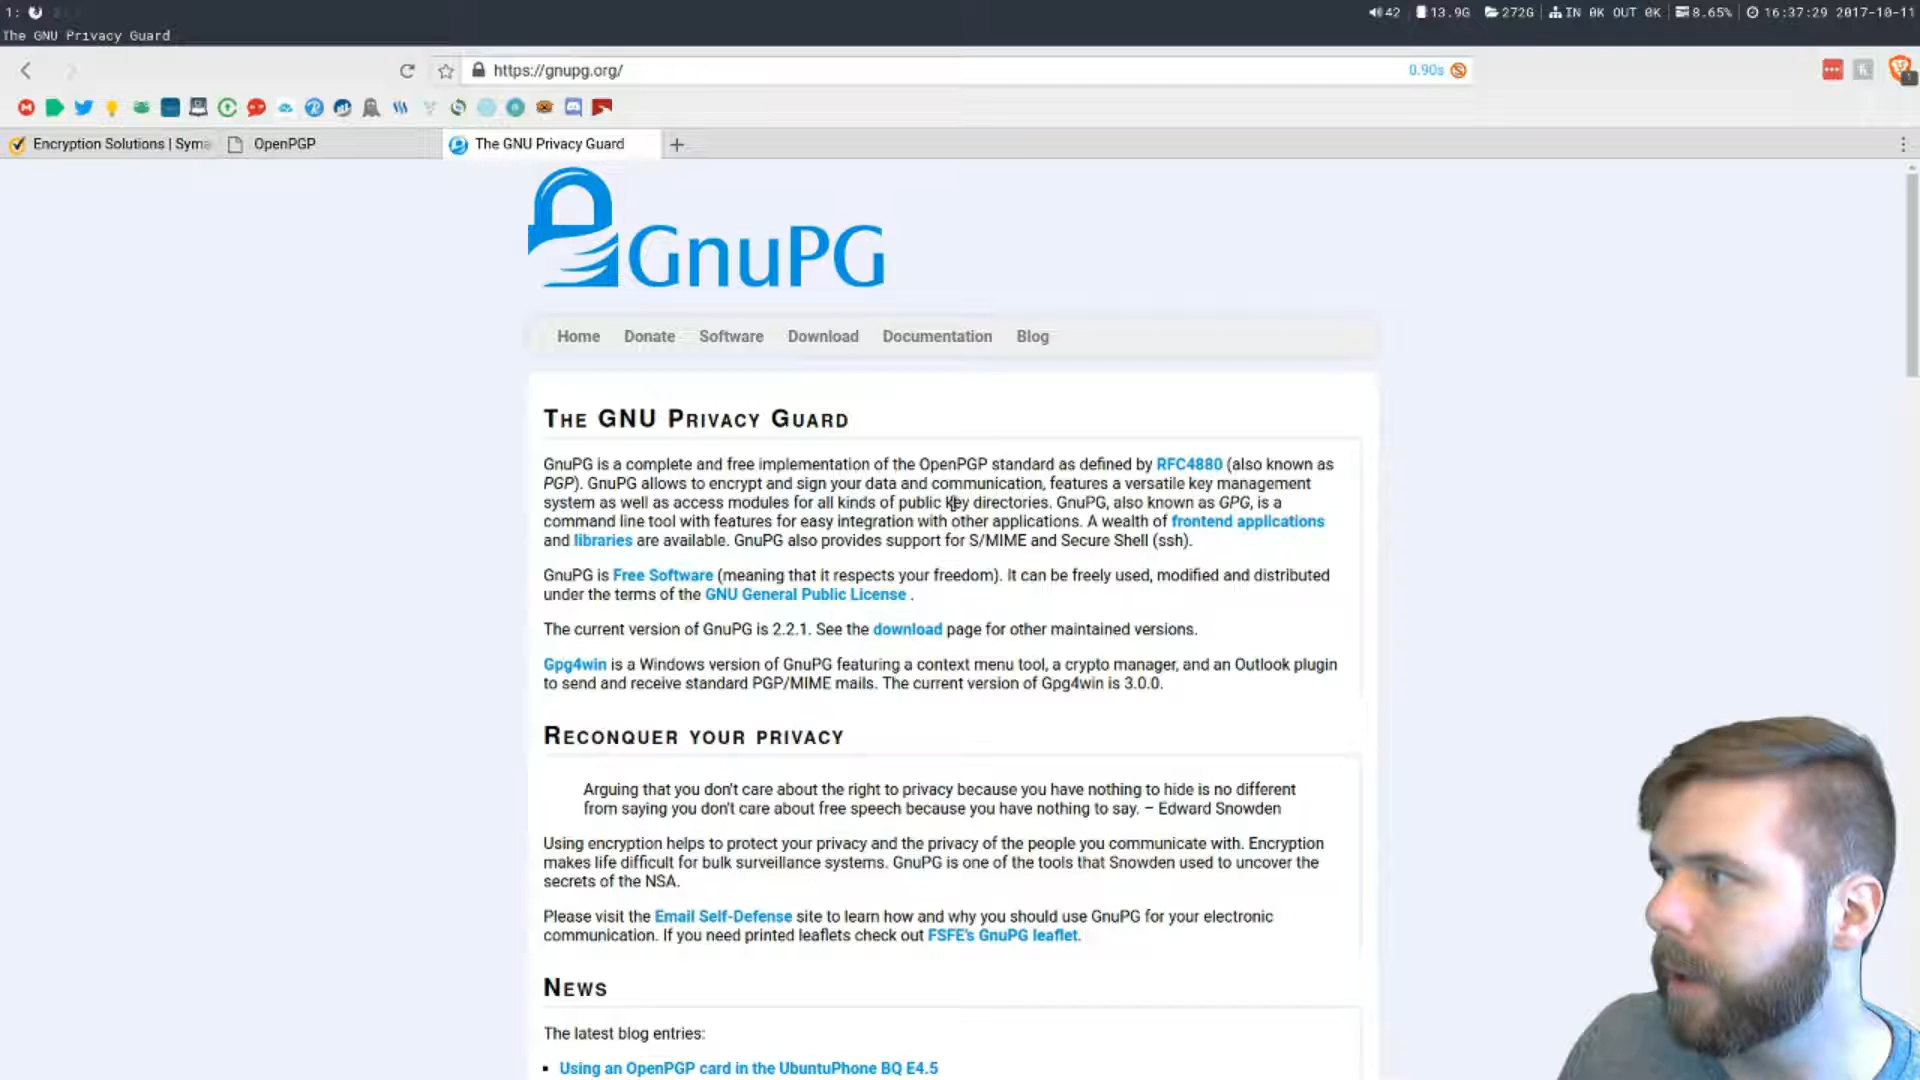 1:
42 13.9G 272G IN 0K OUT 0K 8.65% 16:37:29 2017-10-11
The GNU Privacy Guard
https://gnupg.org/ 0.90s
Encryption Solutions | Syma OpenPGP The GNU Privacy Guard
GnuPG
Home Donate Software Download Documentation Blog
The GNU Privacy Guard
GnuPG is a complete and free implementation of the OpenPGP standard as defined by RFC4880 (also known as
PGP). GnuPG allows to encrypt and sign your data and communication, features a versatile key management
system as well as access modules for all kinds of public key directories. GnuPG, also known as GPG, is a
command line tool with features for easy integration with other applications. A wealth of frontend applications
and libraries are available. GnuPG also provides support for S/MIME and Secure Shell (ssh).
GnuPG is Free Software (meaning that it respects your freedom). It can be freely used, modified and distributed
under the terms of the GNU General Public License .
The current version of GnuPG is 2.2.1. See the download page for other maintained versions.
Gpg4win is a Windows version of GnuPG featuring a context menu tool, a crypto manager, and an Outlook plugin
to send and receive standard PGP/MIME mails. The current version of Gpg4win is 3.0.0.
Reconquer your privacy
Arguing that you don't care about the right to privacy because you have nothing to hide is no different
from saying you don't care about free speech because you have nothing to say. – Edward Snowden
Using encryption helps to protect your privacy and the privacy of the people you communicate with. Encryption
makes life difficult for bulk surveillance systems. GnuPG is one of the tools that Snowden used to uncover the
secrets of the NSA.
Please visit the Email Self-Defense site to learn how and why you should use GnuPG for your electronic
communication. If you need printed leaflets check out FSFE's GnuPG leaflet.
News
The latest blog entries:
Using an OpenPGP card in the UbuntuPhone BQ E4.5